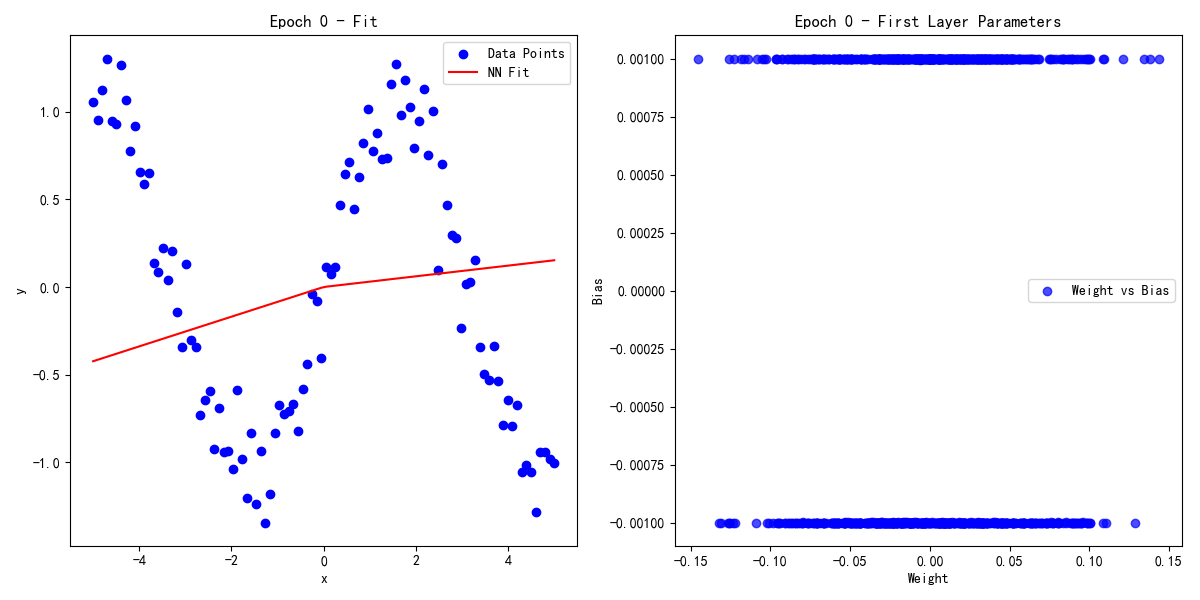 Epoch 0 - Fit
Data Points
NN Fit
1.0
0.5
0.0
-0.5
-1.0
y
-4
-2
0
2
4
x
Epoch 0 - First Layer Parameters
0.00100
0.00075
0.00050
0.00025
0.00000
-0.00025
-0.00050
-0.00075
-0.00100
Bias
Weight vs Bias
-0.15
-0.10
-0.05
0.00
0.05
0.10
0.15
Weight